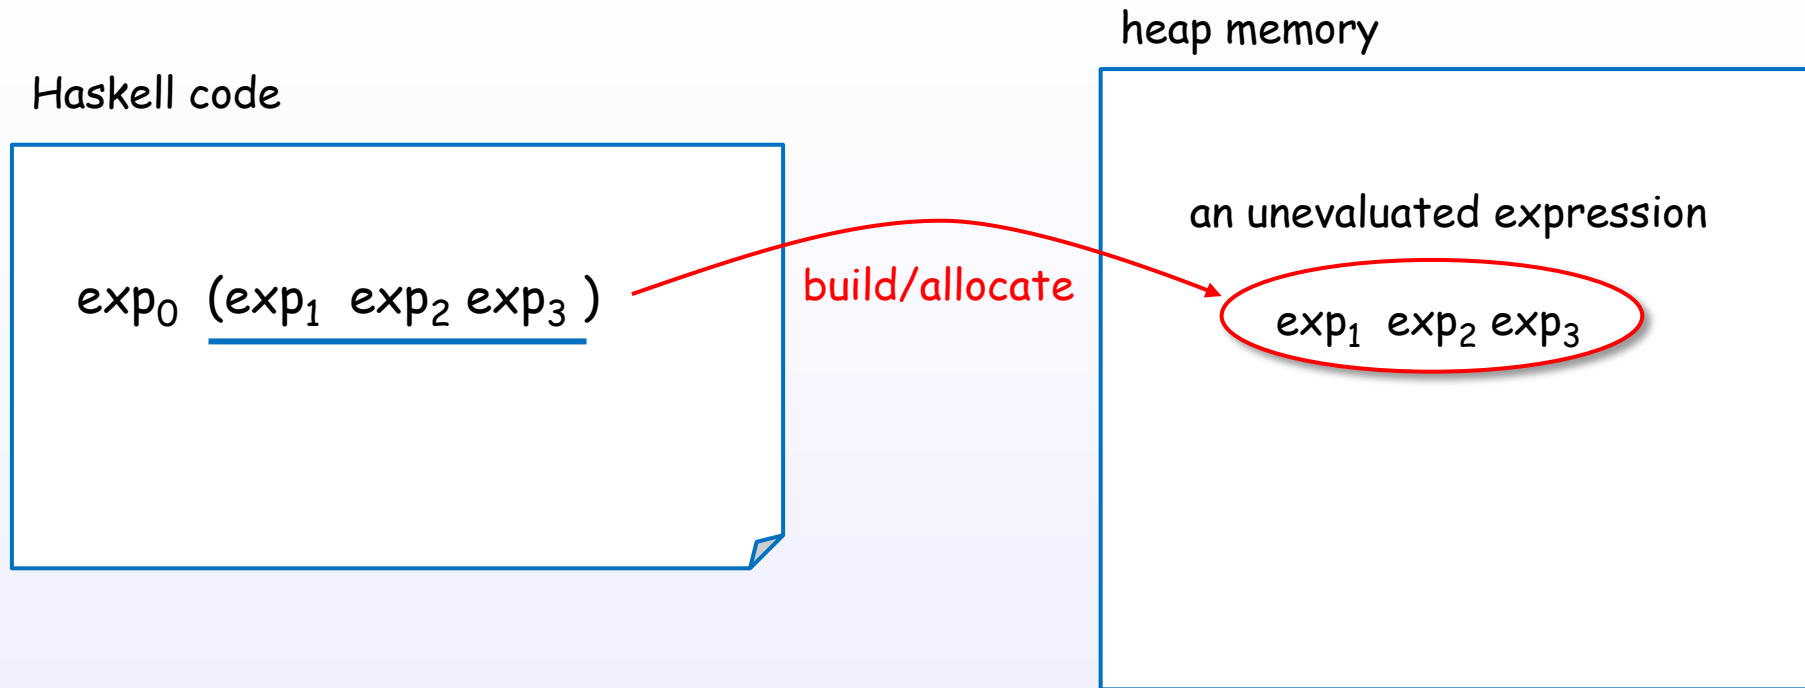 Haskell code
exp₀ (exp₁ exp₂ exp₃ )
build/allocate
heap memory
an unevaluated expression
exp₁ exp₂ exp₃